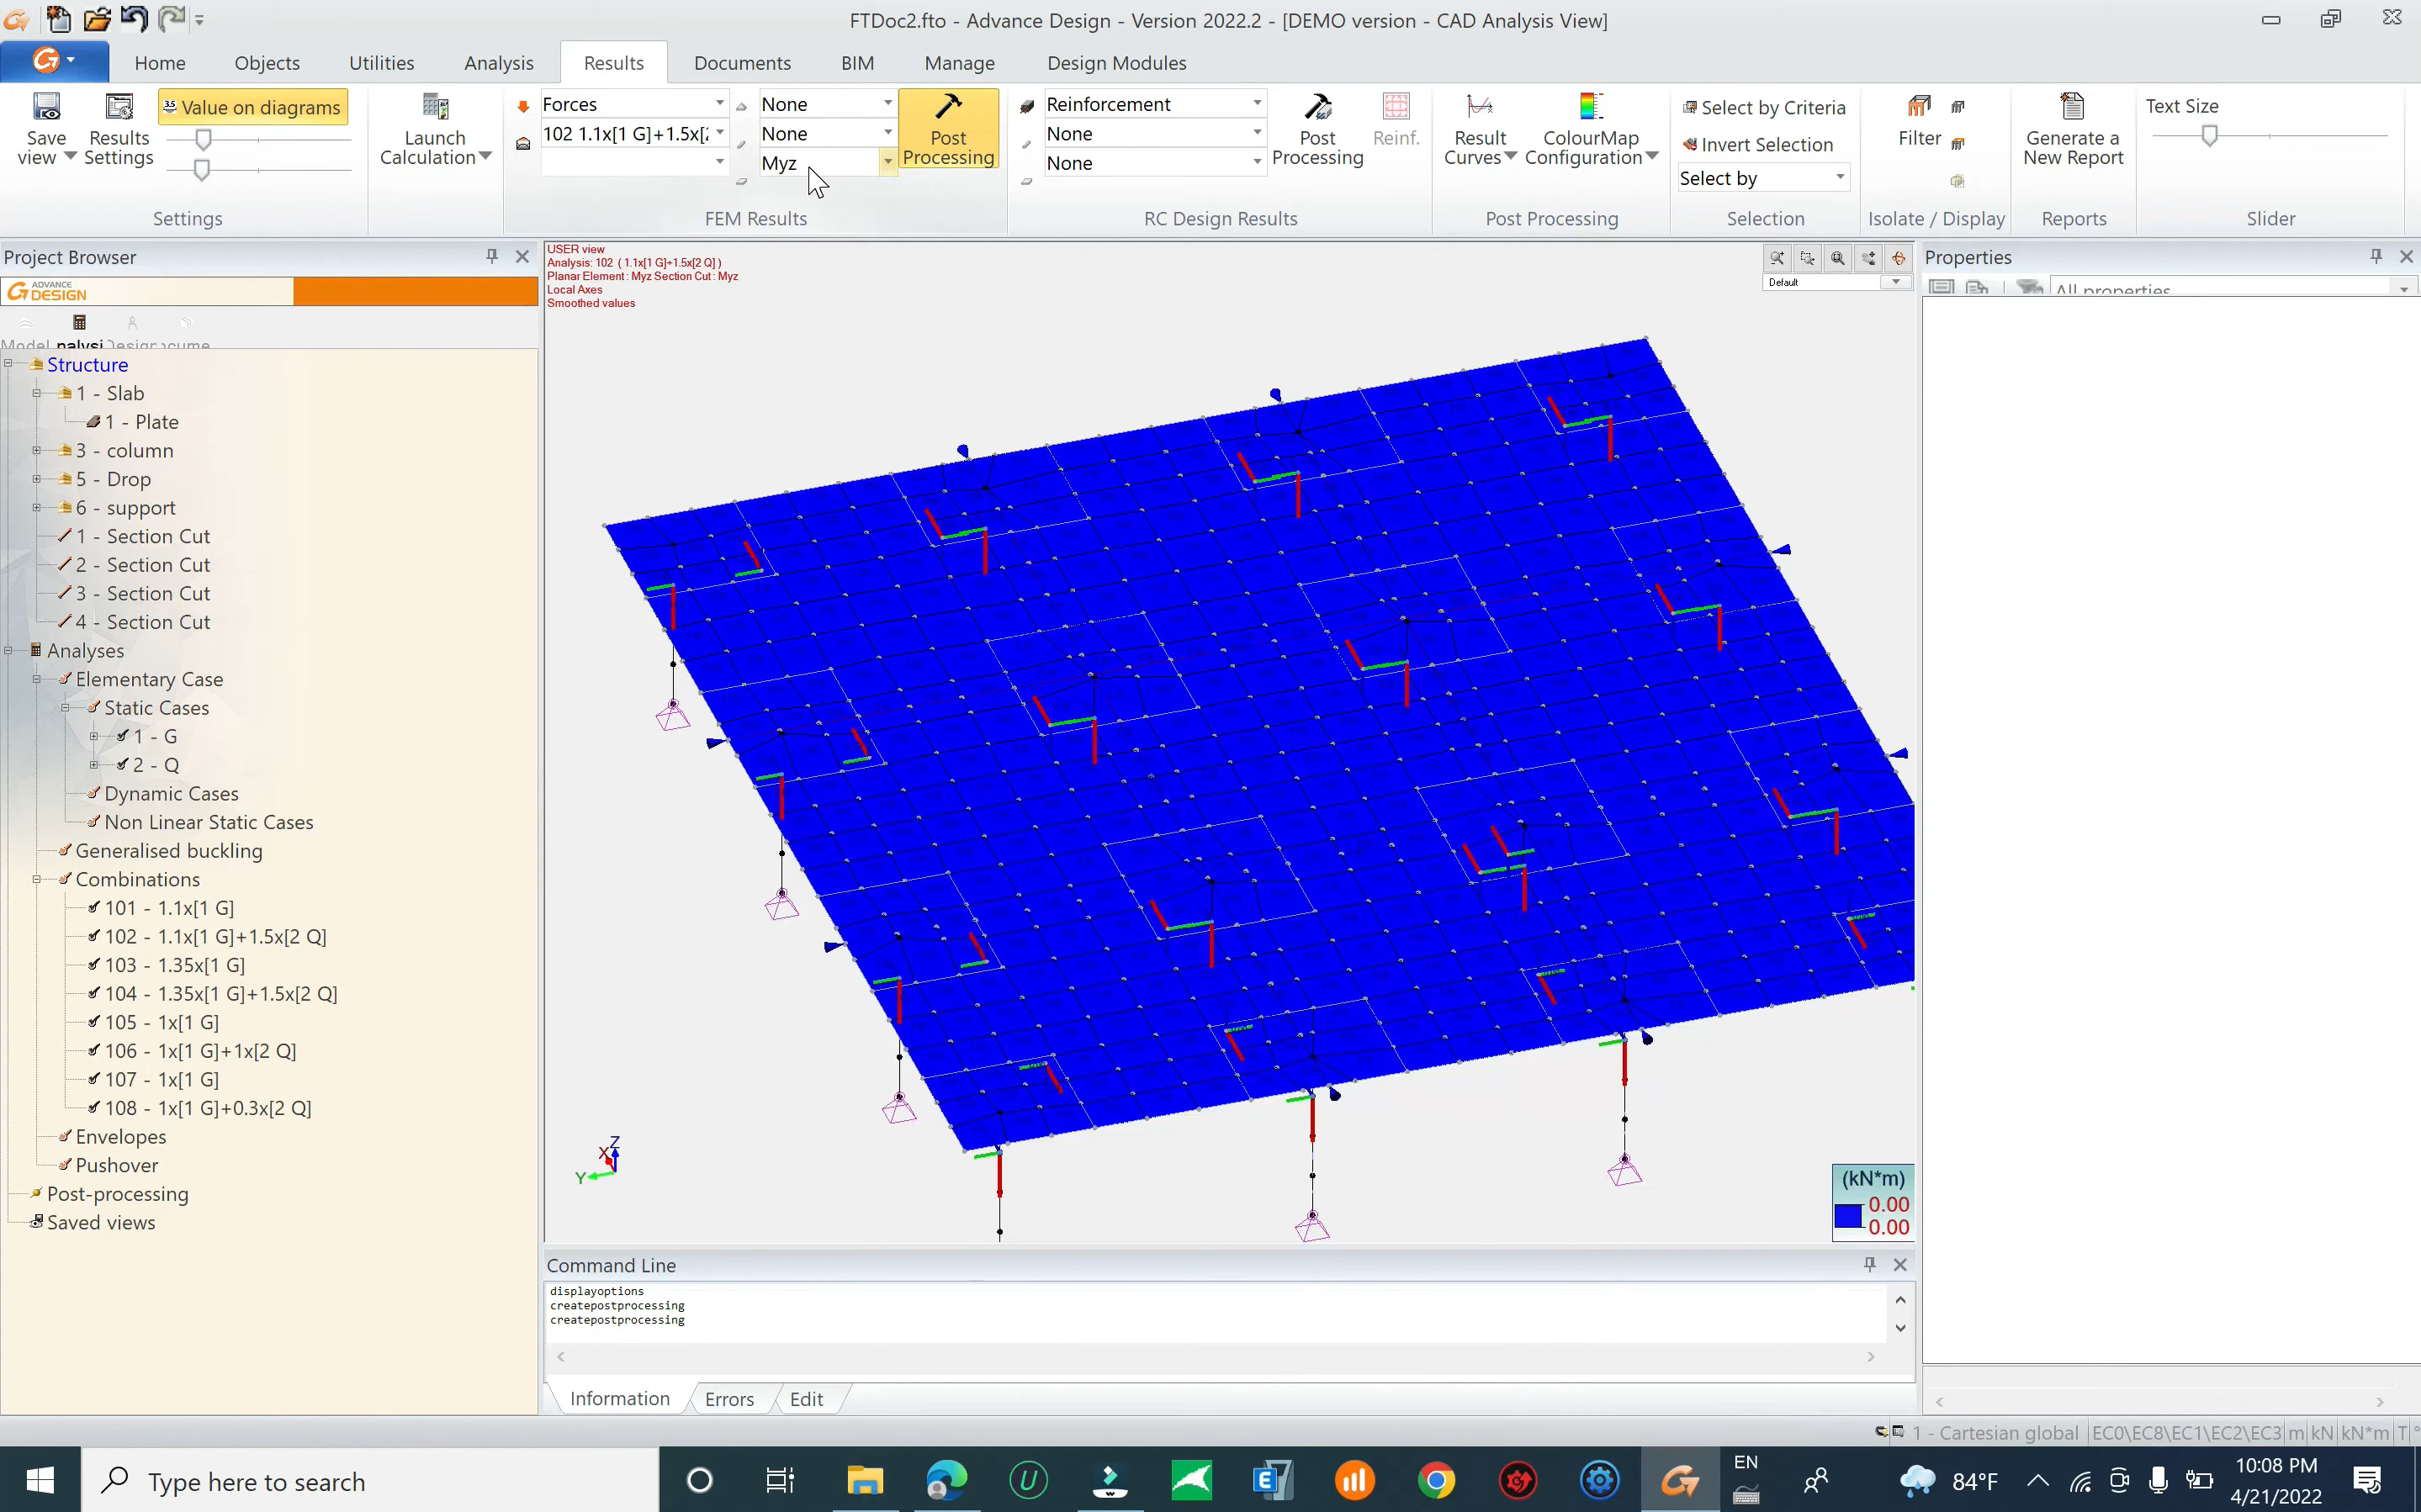 FTDoc2.fto - Advance Design - Version 2022.2 - [DEMO version - CAD Analysis View]
Home Objects Utilities Analysis Results Documents BIM Manage Design Modules
Save view
Results Settings
Value on diagrams
Settings
Launch Calculation
Forces
102 1.1x[1 G]+1.5x[
None
None
Myz
Post Processing
FEM Results
Reinforcement
None
None
Post Processing
Reinf.
RC Design Results
Result Curves
ColourMap Configuration
Post Processing
Select by Criteria
Invert Selection
Select by
Selection
Filter
Isolate / Display
Generate a New Report
Reports
Text Size
Slider
Project Browser
ADVANCE DESIGN
Structure
1 - Slab
1 - Plate
3 - column
5 - Drop
6 - support
1 - Section Cut
2 - Section Cut
3 - Section Cut
4 - Section Cut
Analyses
Elementary Case
Static Cases
1 - G
2 - Q
Dynamic Cases
Non Linear Static Cases
Generalised buckling
Combinations
101 - 1.1x[1 G]
102 - 1.1x[1 G]+1.5x[2 Q]
103 - 1.35x[1 G]
104 - 1.35x[1 G]+1.5x[2 Q]
105 - 1x[1 G]
106 - 1x[1 G]+1x[2 Q]
107 - 1x[1 G]
108 - 1x[1 G]+0.3x[2 Q]
Envelopes
Pushover
Post-processing
Saved views
USER view
Analysis: 102 ( 1.1x[1 G]+1.5x[2 Q] )
Planar Element : Myz Section Cut : Myz
Local Axes
Smoothed values
Default
X Z
Y
(kN*m)
0.00
0.00
Properties
All properties
Command Line
displayoptions
createpostprocessing
createpostprocessing
Information Errors Edit
1 - Cartesian global EC0\EC8\EC1\EC2\EC3 m kN kN*m T °
Type here to search
EN
84°F
10:08 PM
4/21/2022